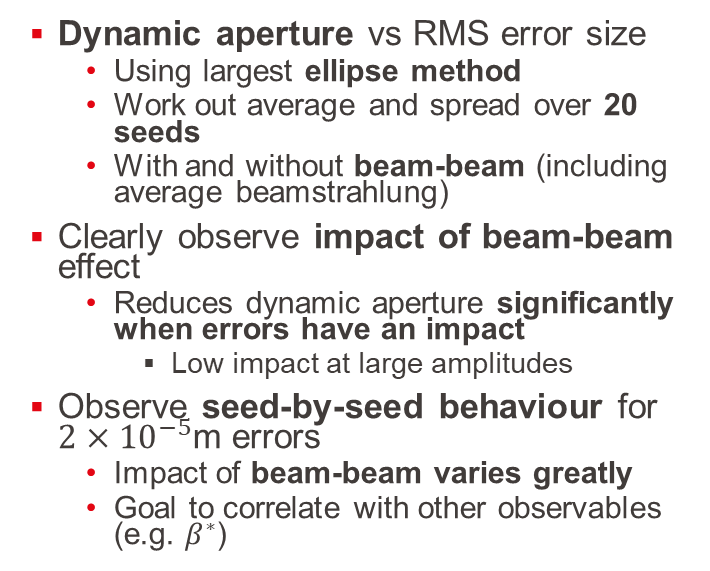 ▪ Dynamic aperture vs RMS error size
• Using largest ellipse method
• Work out average and spread over 20
seeds
• With and without beam-beam (including
average beamstrahlung)
▪ Clearly observe impact of beam-beam
effect
• Reduces dynamic aperture significantly
when errors have an impact
▪ Low impact at large amplitudes
▪ Observe seed-by-seed behaviour for
2 × 10⁻⁵m errors
• Impact of beam-beam varies greatly
• Goal to correlate with other observables
(e.g. β*)